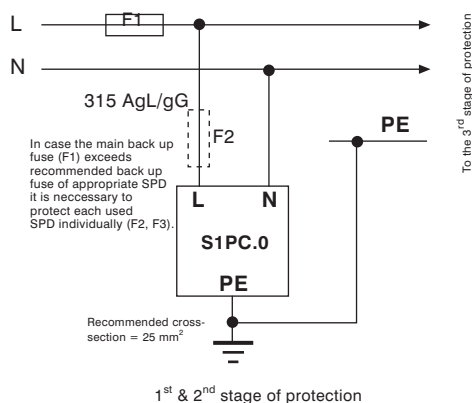 L
F1
N
315 AgL/gG
F2
In case the main back up
fuse (F1) exceeds
recommended back up
fuse of appropriate SPD
it is neccessary to
protect each used
SPD individually (F2, F3).
L N
S1PC.0
PE
PE
To the 3rd stage of protection
Recommended cross-
section = 25 mm²
1st & 2nd stage of protection